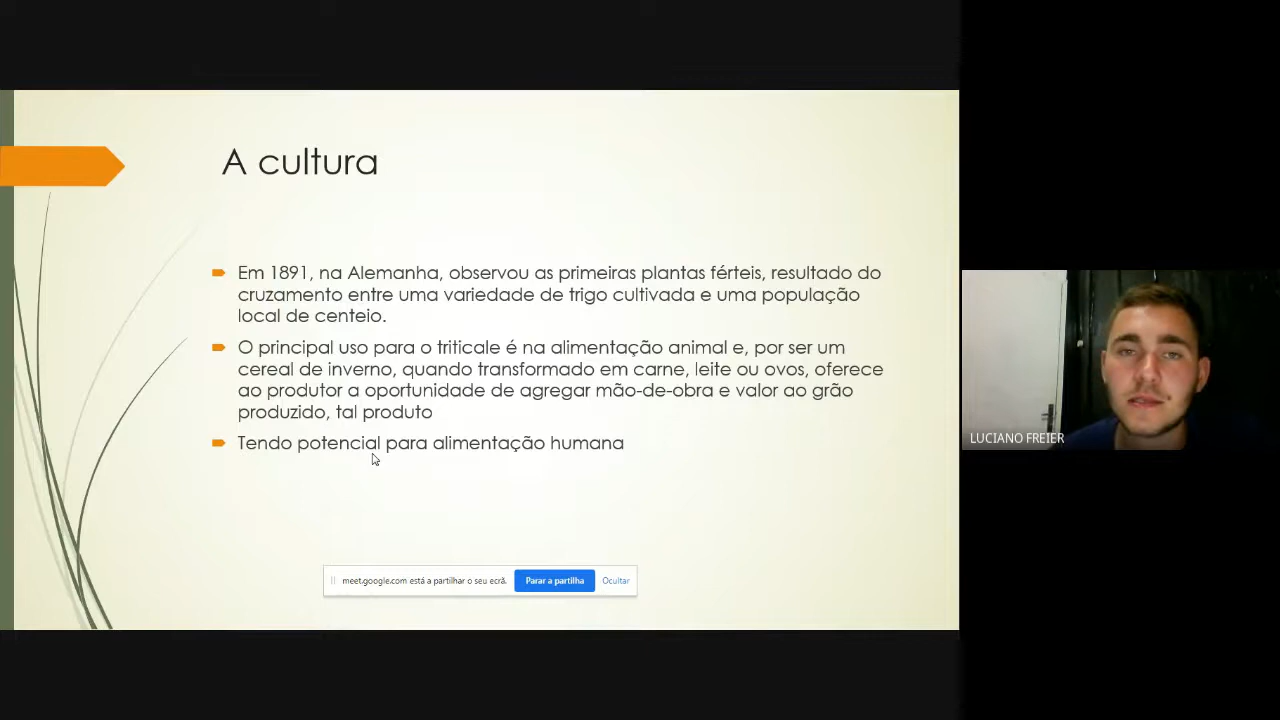 A cultura
Em 1891, na Alemanha, observou as primeiras plantas férteis, resultado do
cruzamento entre uma variedade de trigo cultivada e uma população
local de centeio.
O principal uso para o triticale é na alimentação animal e, por ser um
cereal de inverno, quando transformado em carne, leite ou ovos, oferece
ao produtor a oportunidade de agregar mão-de-obra e valor ao grão
produzido, tal produto
Tendo potencial para alimentação humana
meet.google.com está a partilhar o seu ecrã. Parar a partilha Ocultar
LUCIANO FREIER